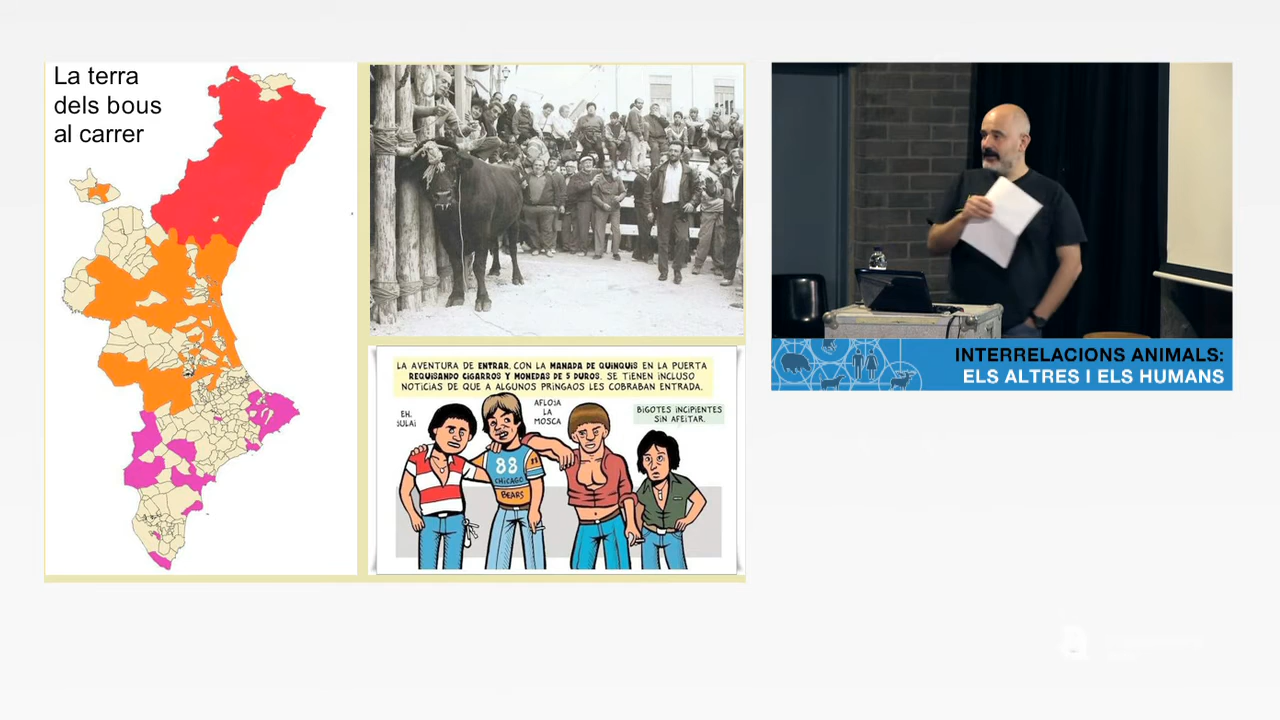 La terra
dels bous
al carrer
LA AVENTURA DE ENTRAR. CON LA MANADA DE QUINQUIS EN LA PUERTA
REQUISANDO CIGARROS Y MONEDAS DE 5 DUROS. SE TIENEN INCLUSO
NOTICIAS DE QUE A ALGUNOS PRINGAOS LES COBRABAN ENTRADA.
EH,
JULAI
AFLOJA
LA
MOSCA
BIGOTES INCIPIENTES
SIN AFEITAR.
88
CHICAGO
BEARS
INTERRELACIONS ANIMALS:
ELS ALTRES I ELS HUMANS